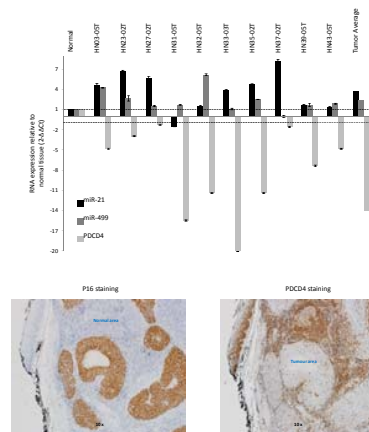 Normal
HN03-05T
HN23-02T
HN27-02T
HN31-05T
HN32-05T
HN33-03T
HN35-02T
HN37-02T
HN39-05T
HN43-05T
Tumor Average
RNA expression relative to
normal tissue (2-ΔΔCt)
7
4
1
-2
-5
-8
-11
-14
-17
-20
miR-21
miR-499
PDCD4
P16 staining
PDCD4 staining
Normal area
Tumour area
10x
10x